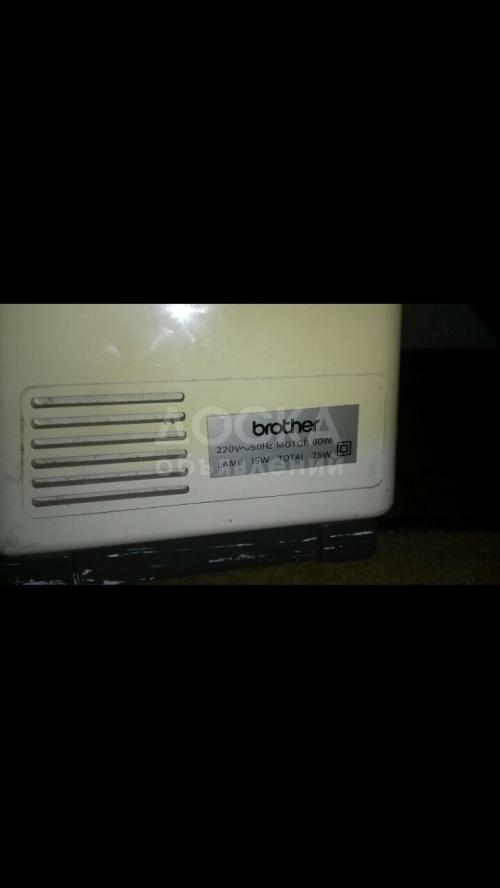 brother
220V~50Hz MOTOR 60W
LAMP 15W TOTAL 75W
ДОСКА
объявлений